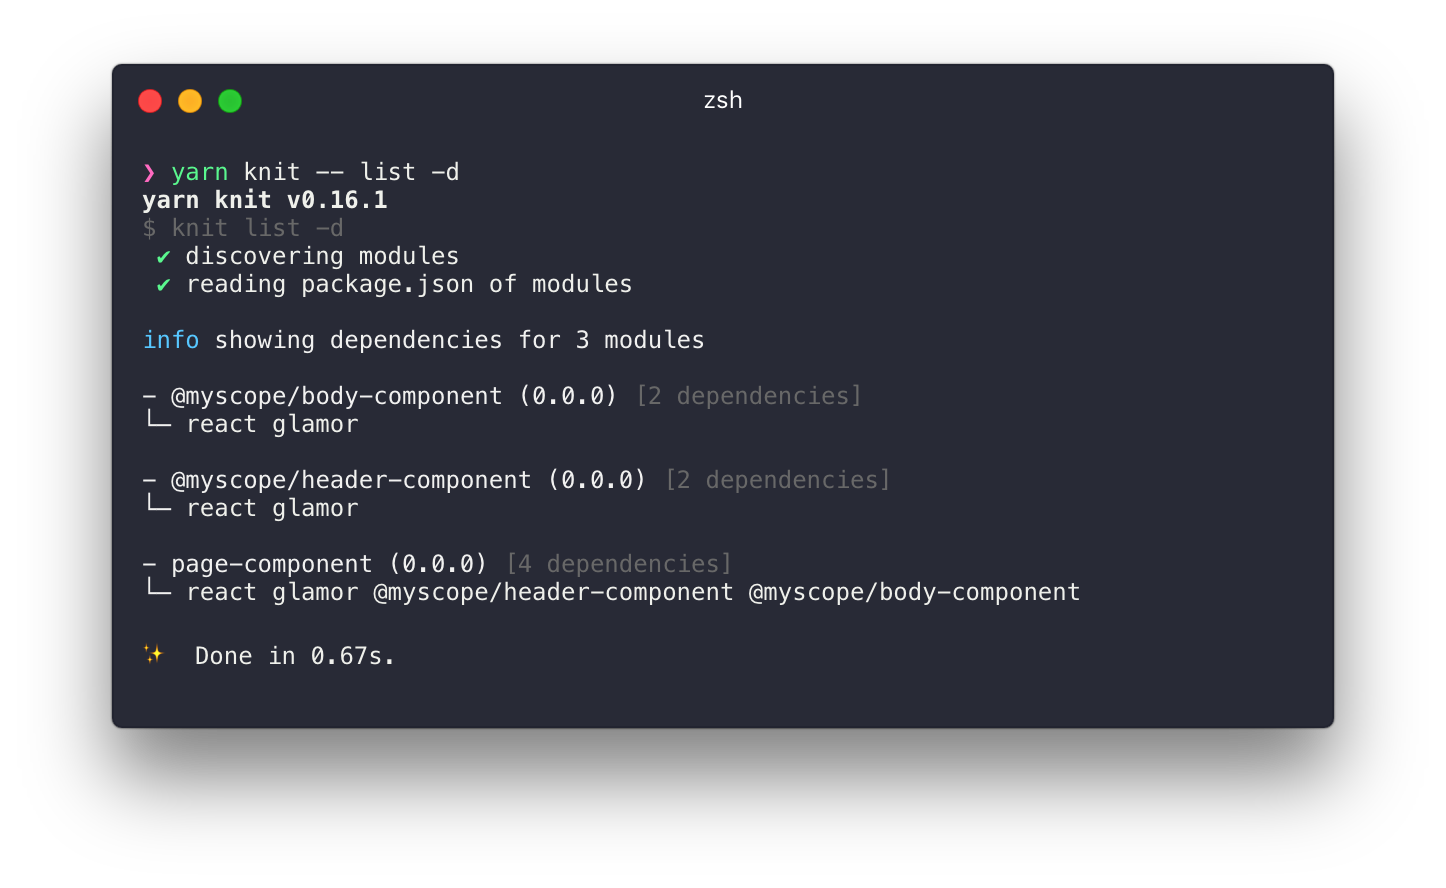 zsh
❯ yarn knit -- list -d
yarn knit v0.16.1
$ knit list -d
✔ discovering modules
✔ reading package.json of modules
info showing dependencies for 3 modules
- @myscope/body-component (0.0.0) [2 dependencies]
└─ react glamor
- @myscope/header-component (0.0.0) [2 dependencies]
└─ react glamor
- page-component (0.0.0) [4 dependencies]
└─ react glamor @myscope/header-component @myscope/body-component
✨ Done in 0.67s.